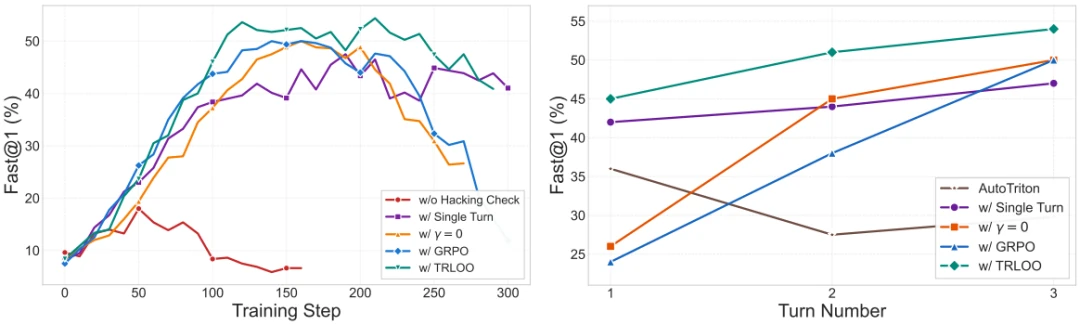 Fast@1 (%)
50
40
30
20
10
0
50
100
150
200
250
300
Training Step
w/o Hacking Check
w/ Single Turn
w/ γ = 0
w/ GRPO
w/ TRLOO
Fast@1 (%)
55
50
45
40
35
30
25
1
2
3
Turn Number
AutoTriton
w/ Single Turn
w/ γ = 0
w/ GRPO
w/ TRLOO